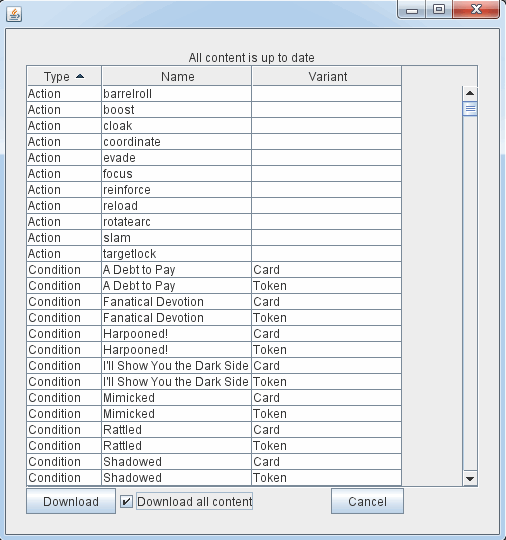 All content is up to date
Type Name Variant
Action barrelroll
Action boost
Action cloak
Action coordinate
Action evade
Action focus
Action reinforce
Action reload
Action rotatearc
Action slam
Action targetlock
Condition A Debt to Pay Card
Condition A Debt to Pay Token
Condition Fanatical Devotion Card
Condition Fanatical Devotion Token
Condition Harpooned! Card
Condition Harpooned! Token
Condition I'll Show You the Dark Side Card
Condition I'll Show You the Dark Side Token
Condition Mimicked Card
Condition Mimicked Token
Condition Rattled Card
Condition Rattled Token
Condition Shadowed Card
Condition Shadowed Token
Download Download all content Cancel